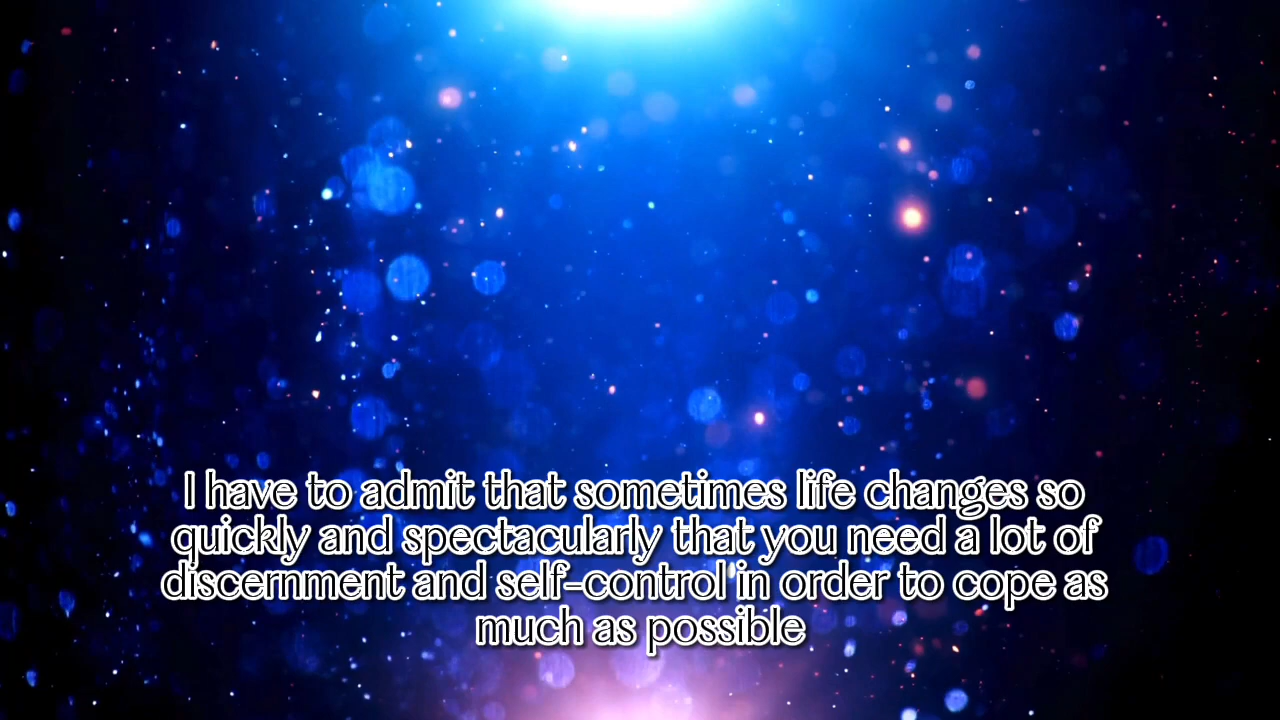 I have to admit that sometimes life changes so
quickly and spectacularly that you need a lot of
discernment and self-control in order to cope as
much as possible